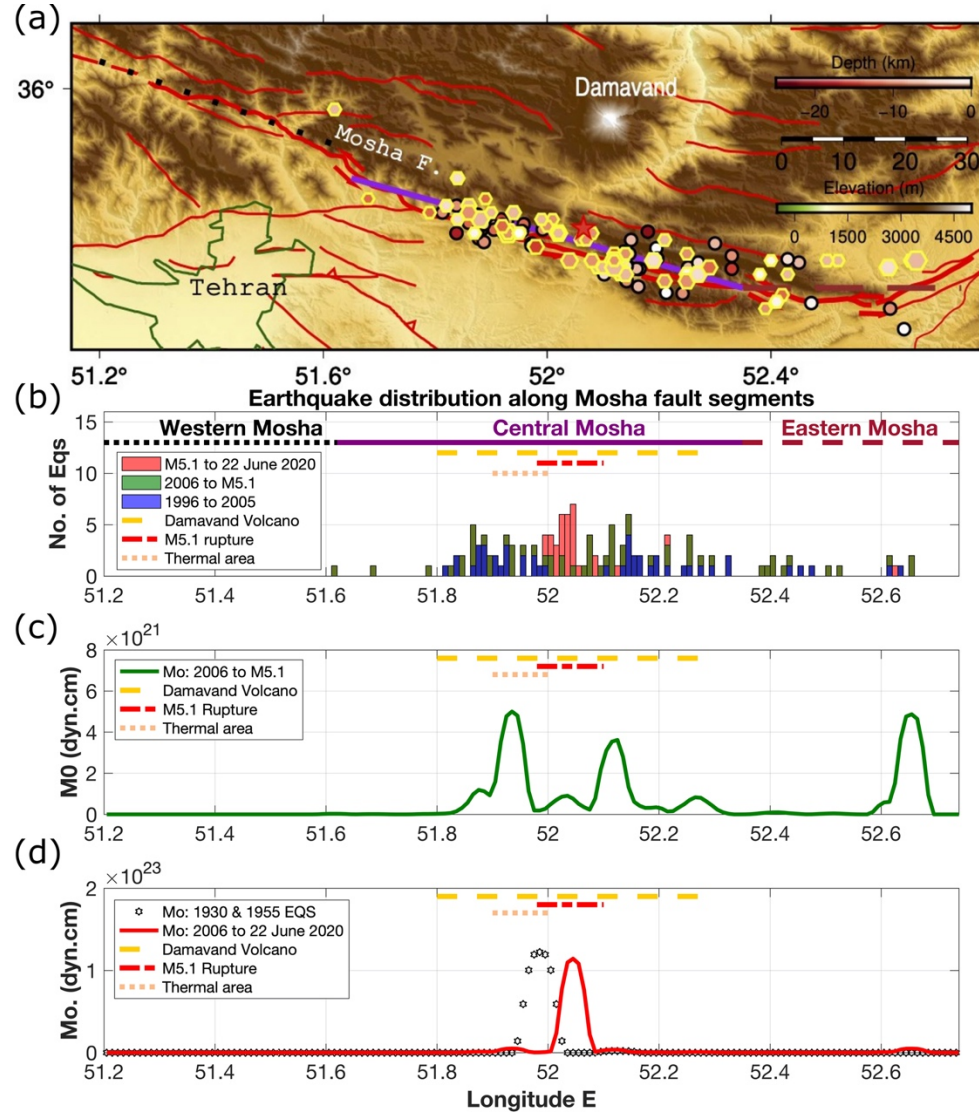 (a)
36°
Damavand
Mosha F.
Tehran
Depth (km)
−20 −10 0
0 10 20 30
Elevation (m)
0 1500 3000 4500
51.2° 51.6° 52° 52.4°
(b)
Earthquake distribution along Mosha fault segments
No. of Eqs
15
10
5
0
Western Mosha Central Mosha Eastern Mosha
M5.1 to 22 June 2020
2006 to M5.1
1996 to 2005
Damavand Volcano
M5.1 rupture
Thermal area
51.2 51.4 51.6 51.8 52 52.2 52.4 52.6
(c)
×10²¹
M0 (dyn.cm)
8
6
4
2
0
Mo: 2006 to M5.1
Damavand Volcano
M5.1 Rupture
Thermal area
51.2 51.4 51.6 51.8 52 52.2 52.4 52.6
(d)
×10²³
Mo. (dyn.cm)
2
1
0
Mo: 1930 & 1955 EQS
Mo: 2006 to 22 June 2020
Damavand Volcano
M5.1 Rupture
Thermal area
51.2 51.4 51.6 51.8 52 52.2 52.4 52.6
Longitude E